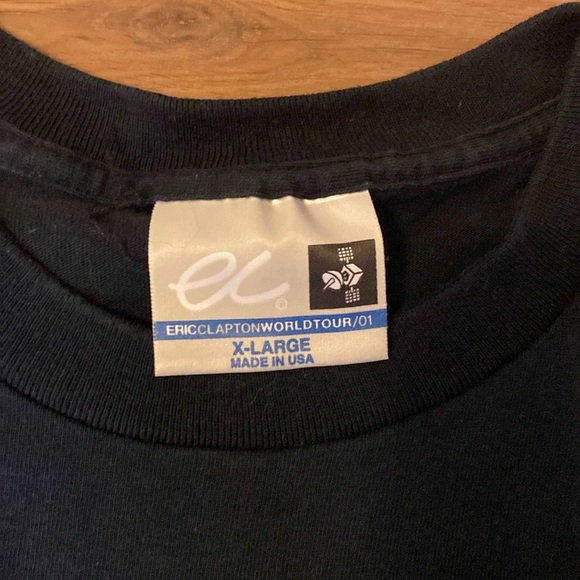 ec
ERICCLAPTONWORLDTOUR/01
X-LARGE
MADE IN USA